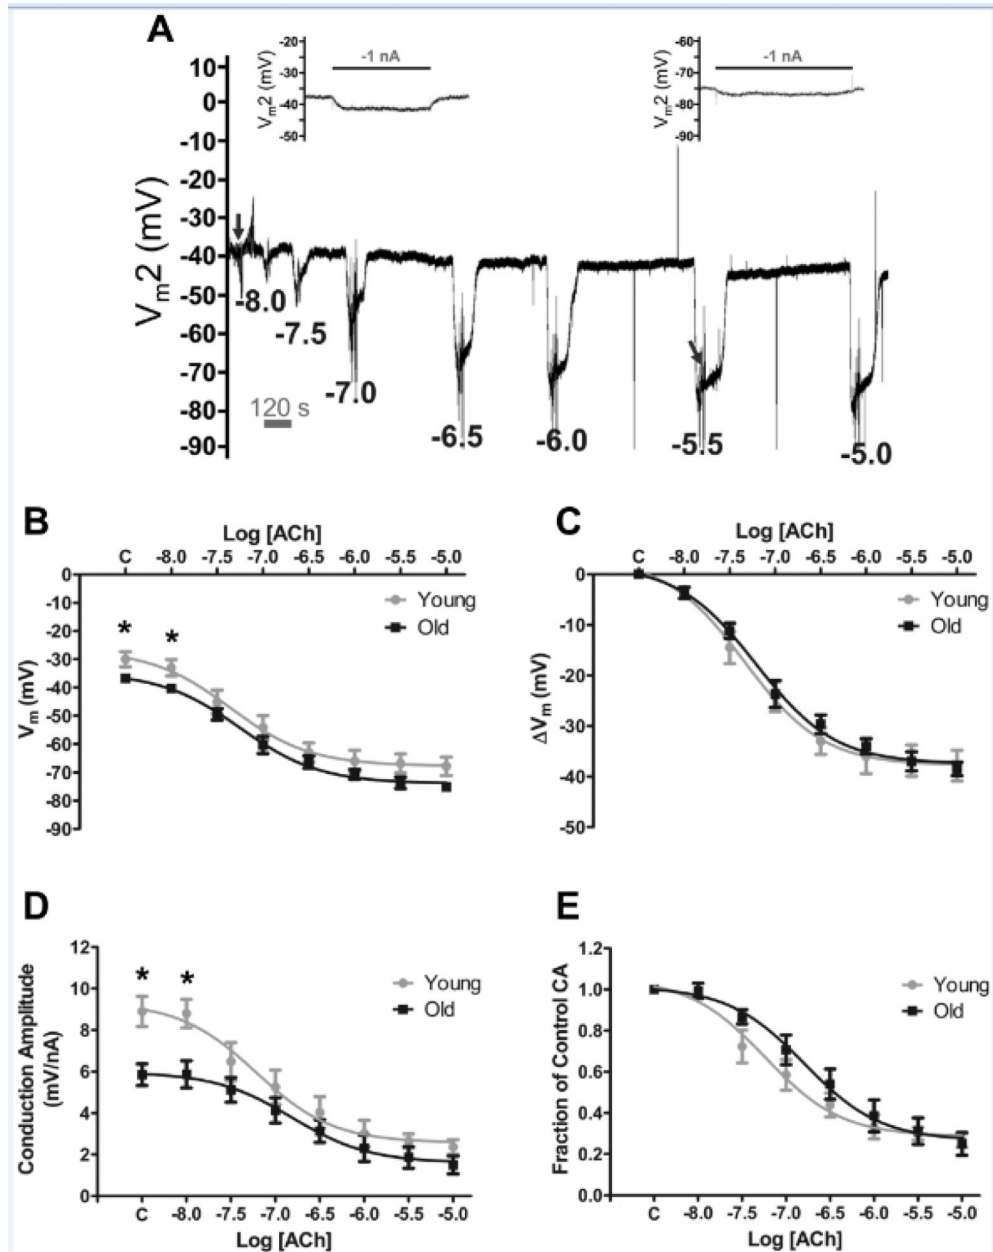 A
-1 nA
-1 nA
-20
-30
-40
-50
Vm2 (mV)
-60
-70
-80
-90
Vm2 (mV)
10
0
-10
-20
-30
-40
-50
-60
-70
-80
-90
Vm2 (mV)
-8.0
-7.5
-7.0
-6.5
-6.0
-5.5
-5.0
120 s
B
Log [ACh]
C -8.0 -7.5 -7.0 -6.5 -6.0 -5.5 -5.0
0
-10
-20
-30
-40
-50
-60
-70
-80
-90
Vm (mV)
* *
Young
Old
C
Log [ACh]
C -8.0 -7.5 -7.0 -6.5 -6.0 -5.5 -5.0
0
-10
-20
-30
-40
-50
ΔVm (mV)
Young
Old
D
12
10
8
6
4
2
0
Conduction Amplitude
(mV/nA)
* *
Young
Old
C -8.0 -7.5 -7.0 -6.5 -6.0 -5.5 -5.0
Log [ACh]
E
1.2
1.0
0.8
0.6
0.4
0.2
0.0
Fraction of Control CA
Young
Old
C -8.0 -7.5 -7.0 -6.5 -6.0 -5.5 -5.0
Log [ACh]